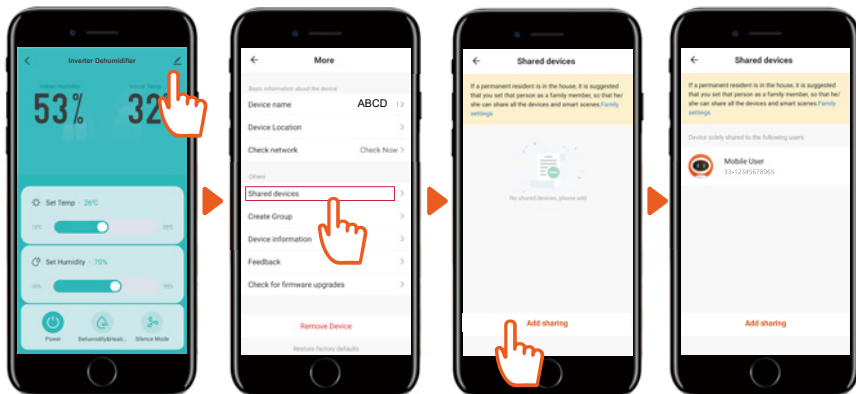 Inverter Dehumidifier
Indoor Humidity
Indoor Temp
53%
32
Set Temp · 26°C
Set Humidity · 70%
Power
Dehumidify&Heati...
Silence Mode
More
Basic information about the device
Device name
ABCD
Device Location
Check network
Check Now
Others
Shared devices
Create Group
Device information
Feedback
Check for firmware upgrades
Remove Device
Restore factory defaults
Shared devices
If a permanent resident is in the house, it is suggested
that you set that person as a family member, so that he/
she can share all the devices and smart scenes.Family
settings
No shared devices, please add
Add sharing
Shared devices
If a permanent resident is in the house, it is suggested
that you set that person as a family member, so that he/
she can share all the devices and smart scenes.Family
settings
Device solely shared to the following users
Mobile User
33-12345678965
Add sharing